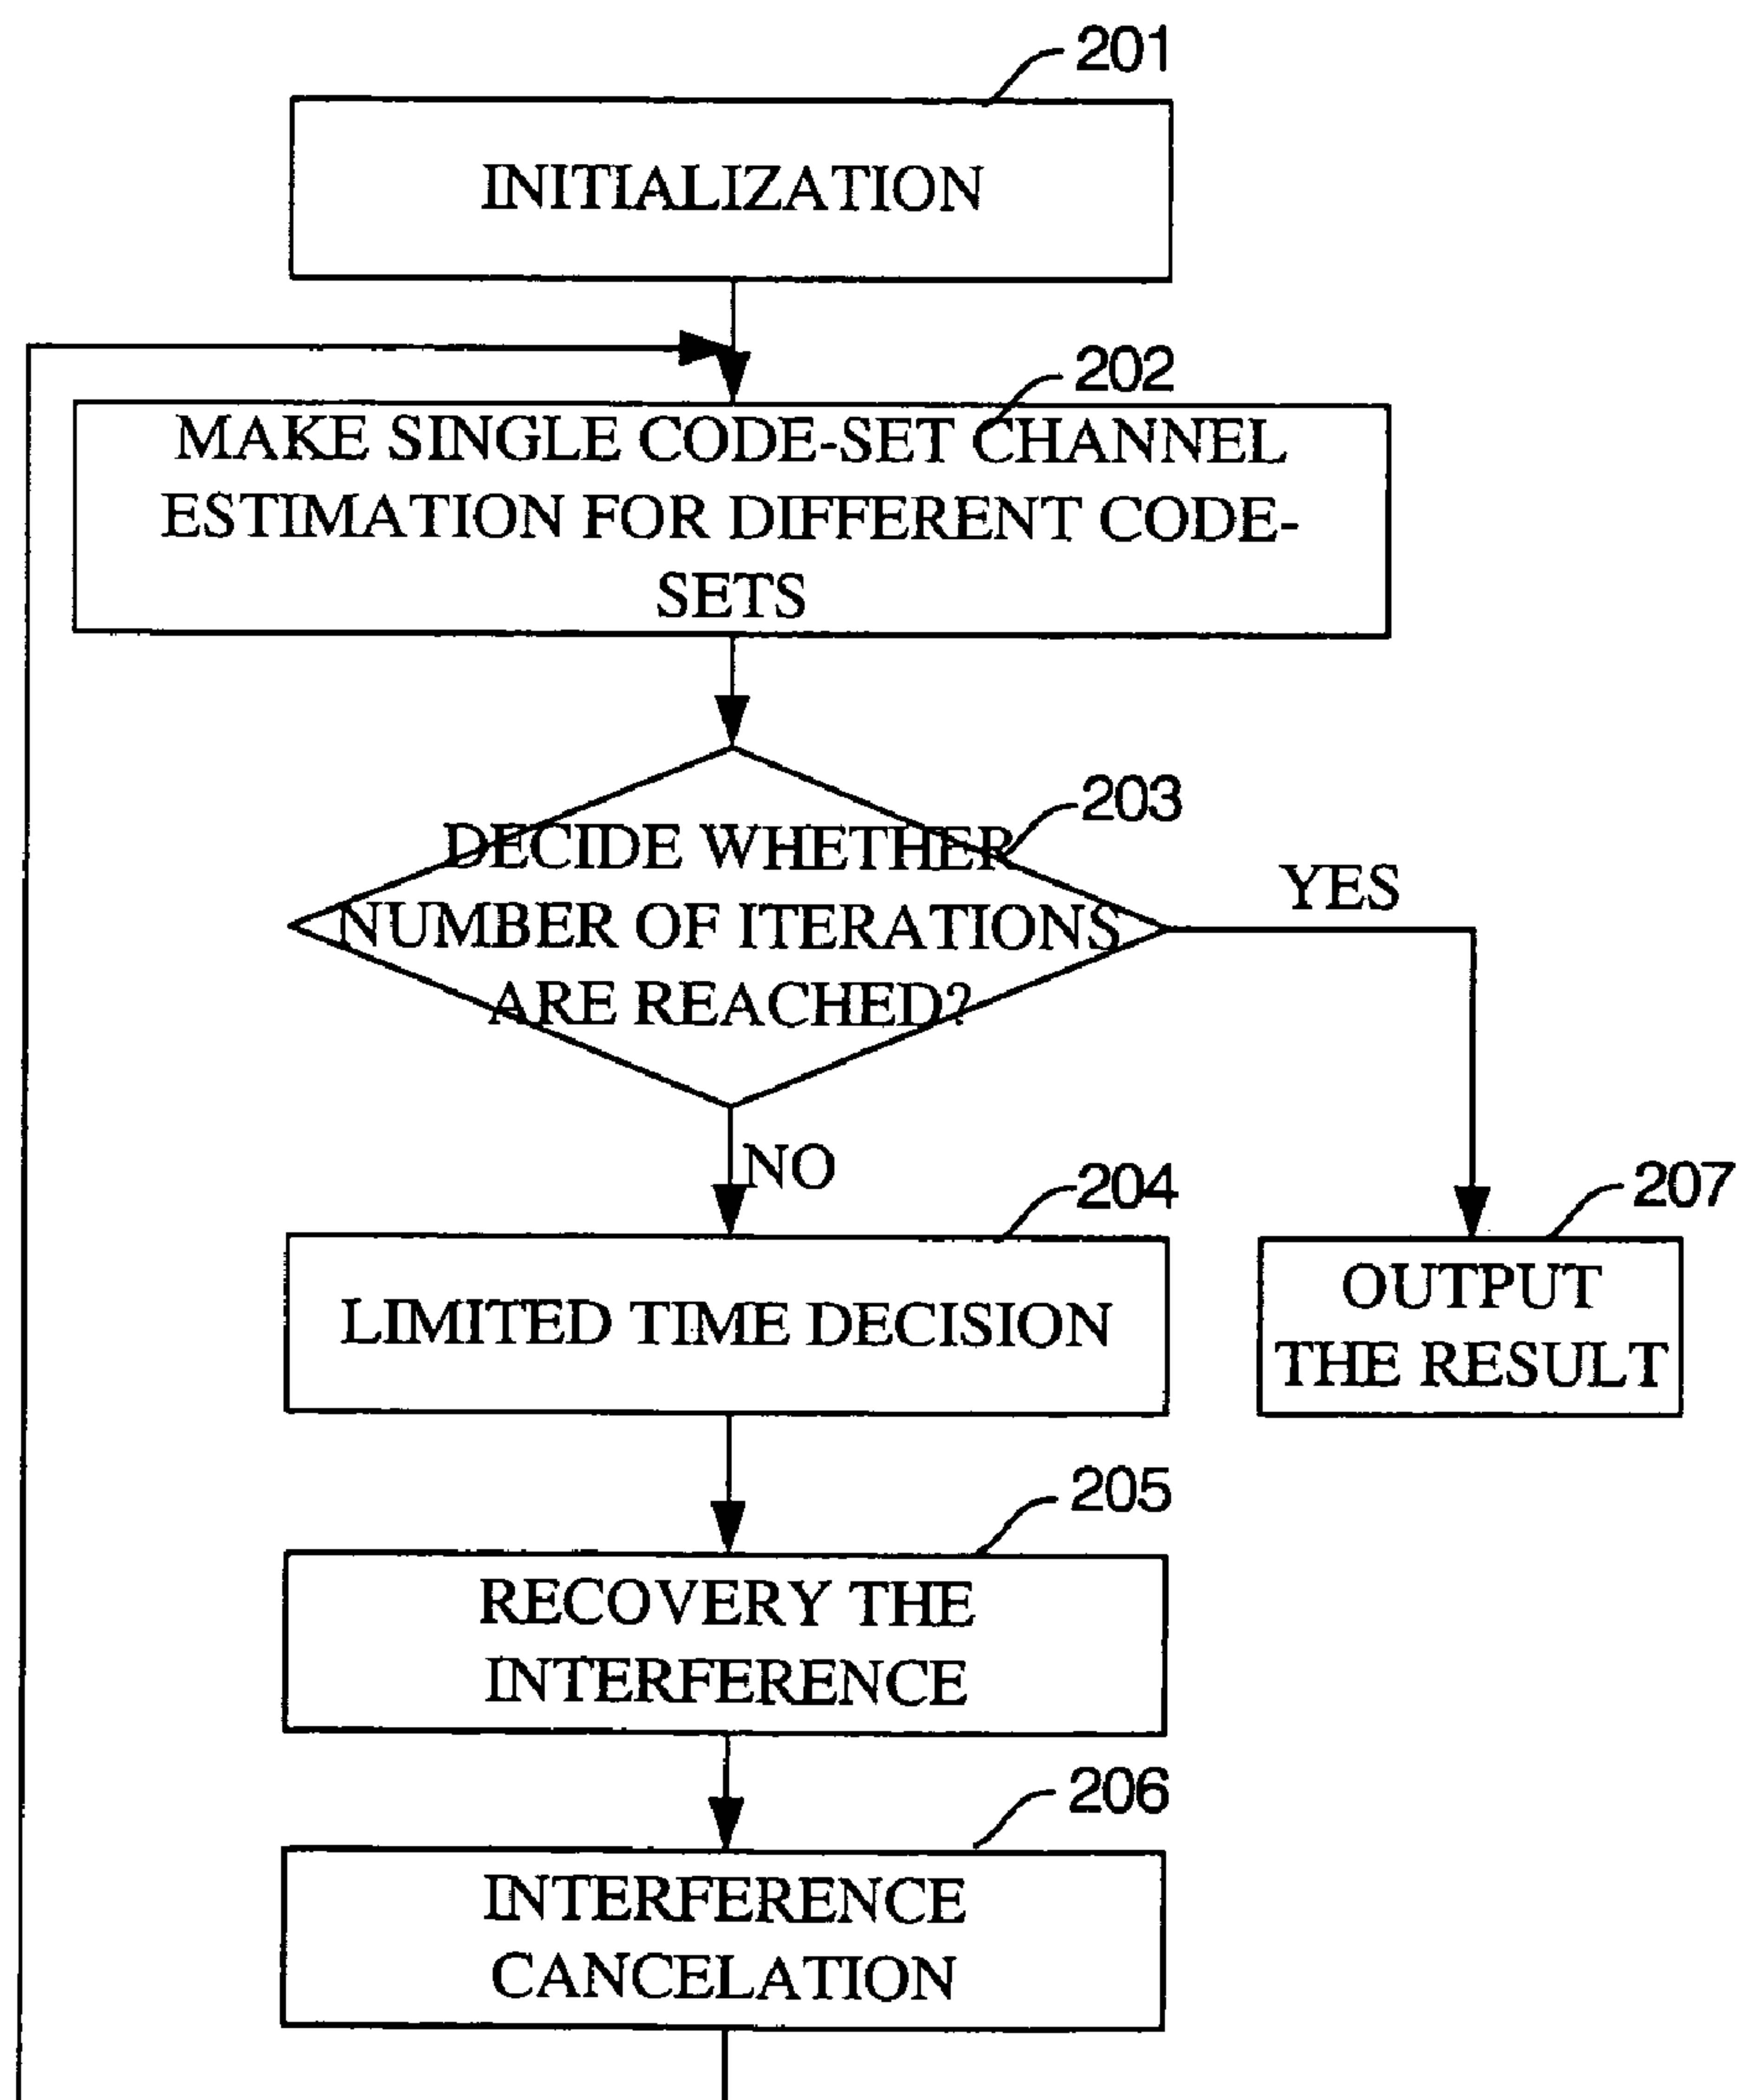 201
INITIALIZATION
202
MAKE SINGLE CODE-SET CHANNEL
ESTIMATION FOR DIFFERENT CODE-
SETS
203
DECIDE WHETHER
NUMBER OF ITERATIONS
ARE REACHED?
YES
NO
204
LIMITED TIME DECISION
207
OUTPUT
THE RESULT
205
RECOVERY THE
INTERFERENCE
206
INTERFERENCE
CANCELATION